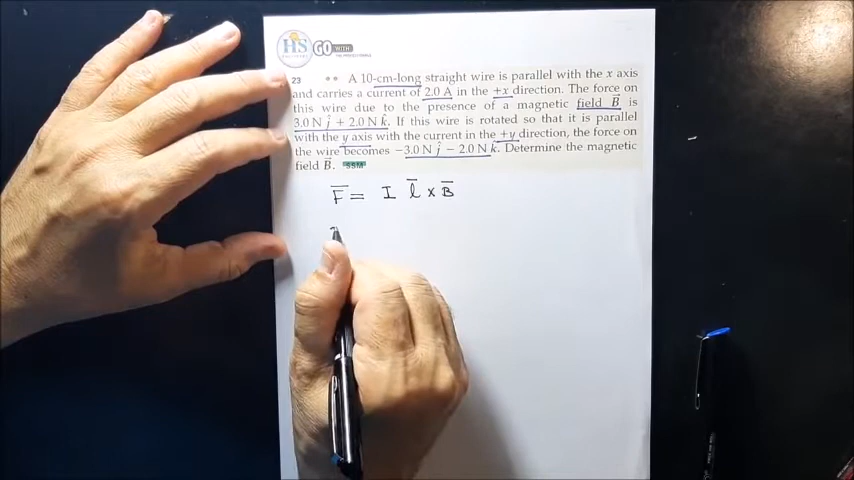 HS
GO WITH
23 •• A 10-cm-long straight wire is parallel with the x axis
and carries a current of 2.0 A in the +x direction. The force on
this wire due to the presence of a magnetic field B⃗ is
3.0 N ĵ + 2.0 N k̂. If this wire is rotated so that it is parallel
with the y axis with the current in the +y direction, the force on
the wire becomes −3.0 N ĵ − 2.0 N k̂. Determine the magnetic
field B⃗. SSM
F̅ = I l̅ x B̅